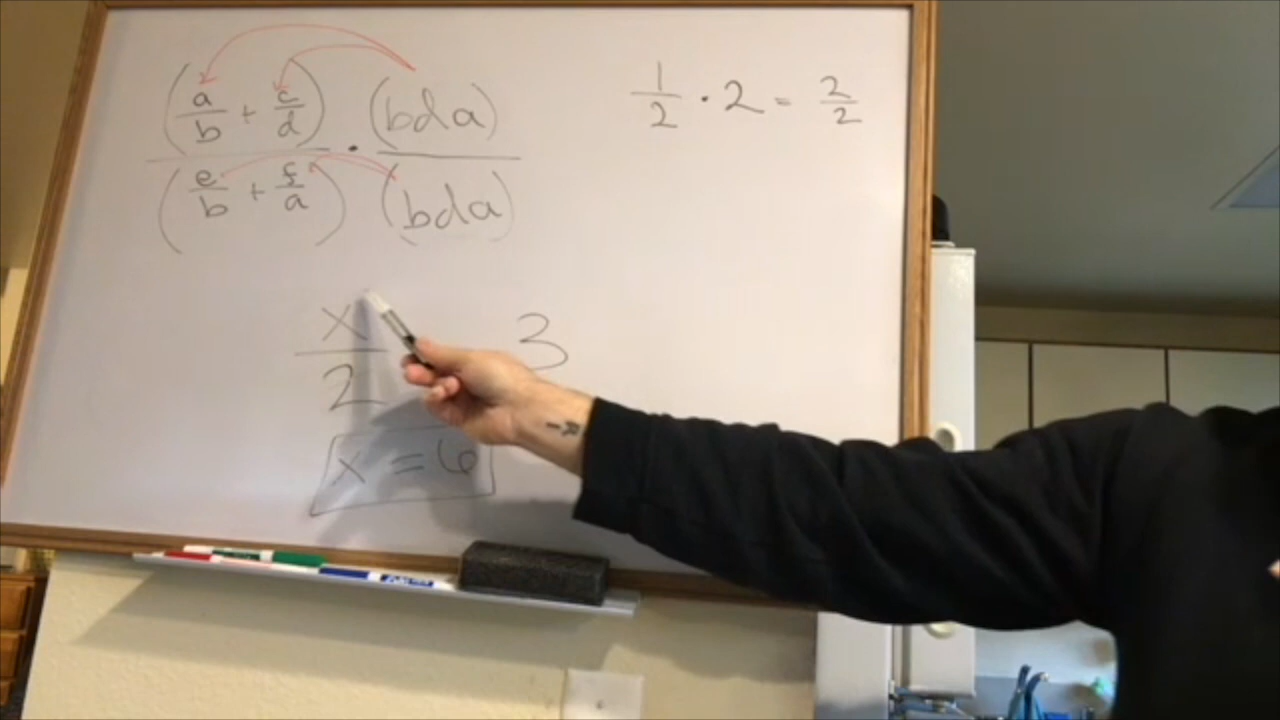 (a/b + c/d) / (e/b + f/a) · (bda) / (bda)
1/2 · 2 = 2/2
x/2 3
x = 6